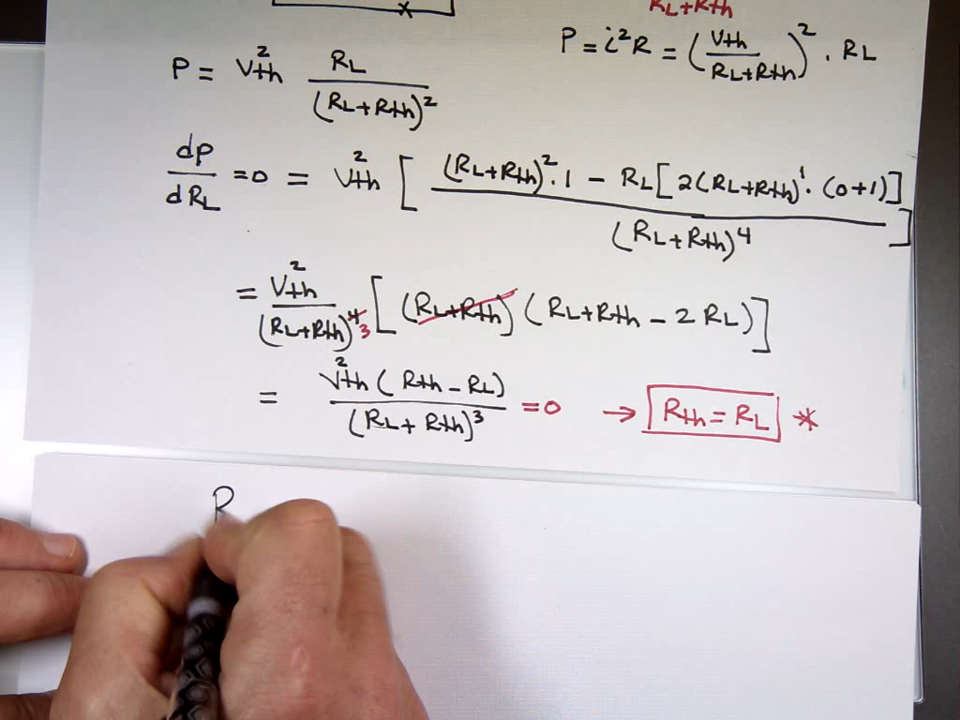 RL+Rth
P = i²R = (Vth / (RL+Rth))² · RL
P = Vth² RL / (RL+Rth)²
dP/dRL = 0 = Vth² [ ((RL+Rth)² · 1 − RL[2(RL+Rth)¹ · (0+1)]) / (RL+Rth)⁴ ]
= Vth² / (RL+Rth)⁴ ³ [ (RL+Rth) (RL+Rth − 2RL) ]
= Vth² (Rth − RL) / (RL+Rth)³ = 0 → Rth = RL *
R